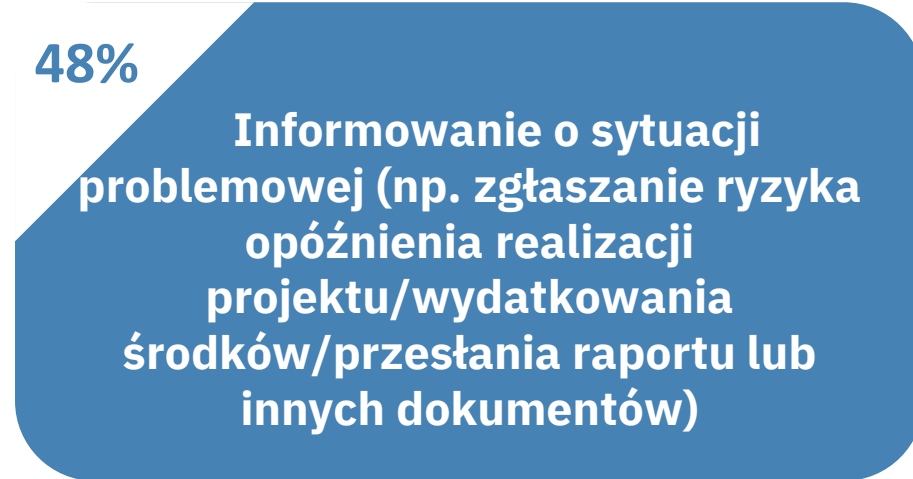 48%
Informowanie o sytuacji
problemowej (np. zgłaszanie ryzyka
opóźnienia realizacji
projektu/wydatkowania
środków/przesłania raportu lub
innych dokumentów)